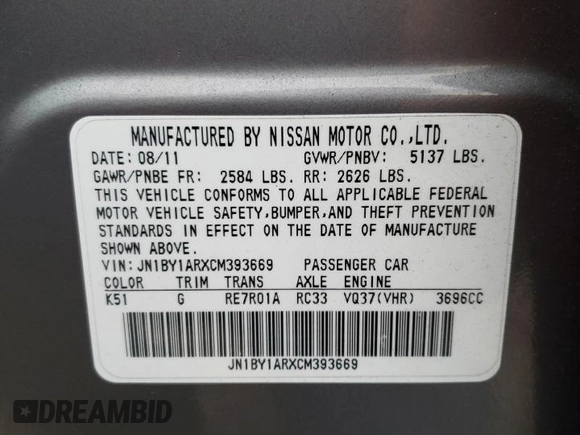 MANUFACTURED BY NISSAN MOTOR CO.,LTD.
DATE: 08/11 GVWR/PNBV: 5137 LBS.
GAWR/PNBE FR: 2584 LBS. RR: 2626 LBS.
THIS VEHICLE CONFORMS TO ALL APPLICABLE FEDERAL
MOTOR VEHICLE SAFETY,BUMPER,AND THEFT PREVENTION
STANDARDS IN EFFECT ON THE DATE OF MANUFACTURE
SHOWN ABOVE.
VIN: JN1BY1ARXCM393669 PASSENGER CAR
COLOR TRIM TRANS AXLE ENGINE
K51 G RE7R01A RC33 VQ37(VHR) 3696CC
JN1BY1ARXCM393669
DREAMBID